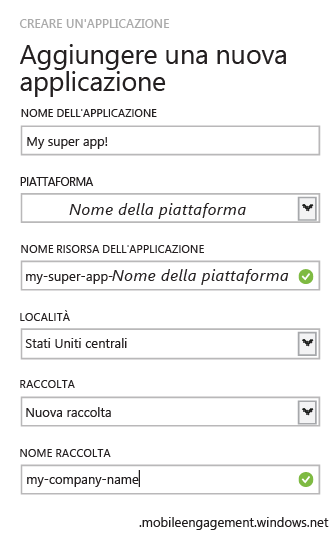 CREARE UN'APPLICAZIONE
Aggiungere una nuova
applicazione
NOME DELL'APPLICAZIONE
My super app!
PIATTAFORMA
Nome della piattaforma
NOME RISORSA DELL'APPLICAZIONE
my-super-app-Nome della piattaforma
LOCALITÀ
Stati Uniti centrali
RACCOLTA
Nuova raccolta
NOME RACCOLTA
my-company-name
.mobileengagement.windows.net